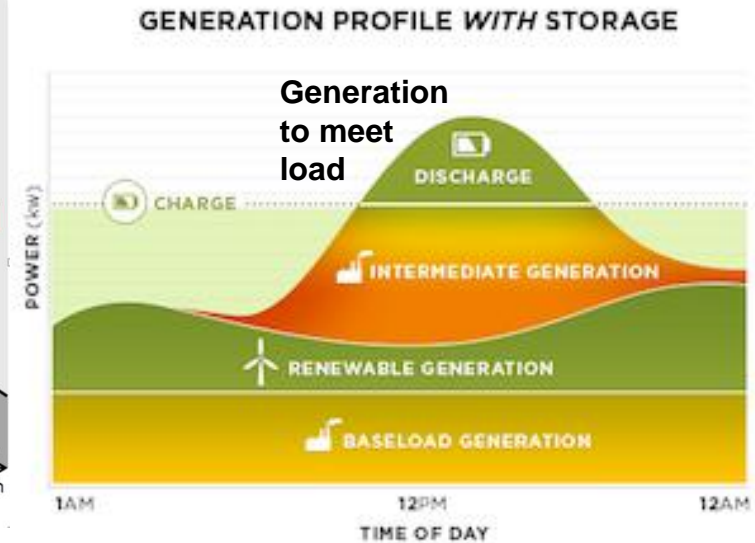 GENERATION PROFILE WITH STORAGE
Generation
to meet
load
DISCHARGE
CHARGE
POWER (kW)
INTERMEDIATE GENERATION
RENEWABLE GENERATION
BASELOAD GENERATION
1AM
12PM
12AM
TIME OF DAY